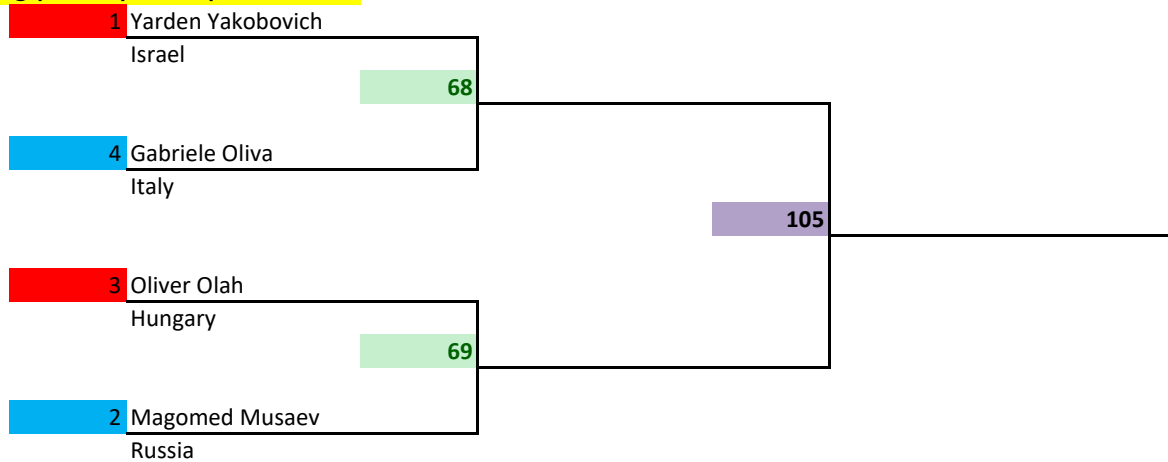 1 Yarden Yakobovich
Israel
68
4 Gabriele Oliva
Italy
105
3 Oliver Olah
Hungary
69
2 Magomed Musaev
Russia